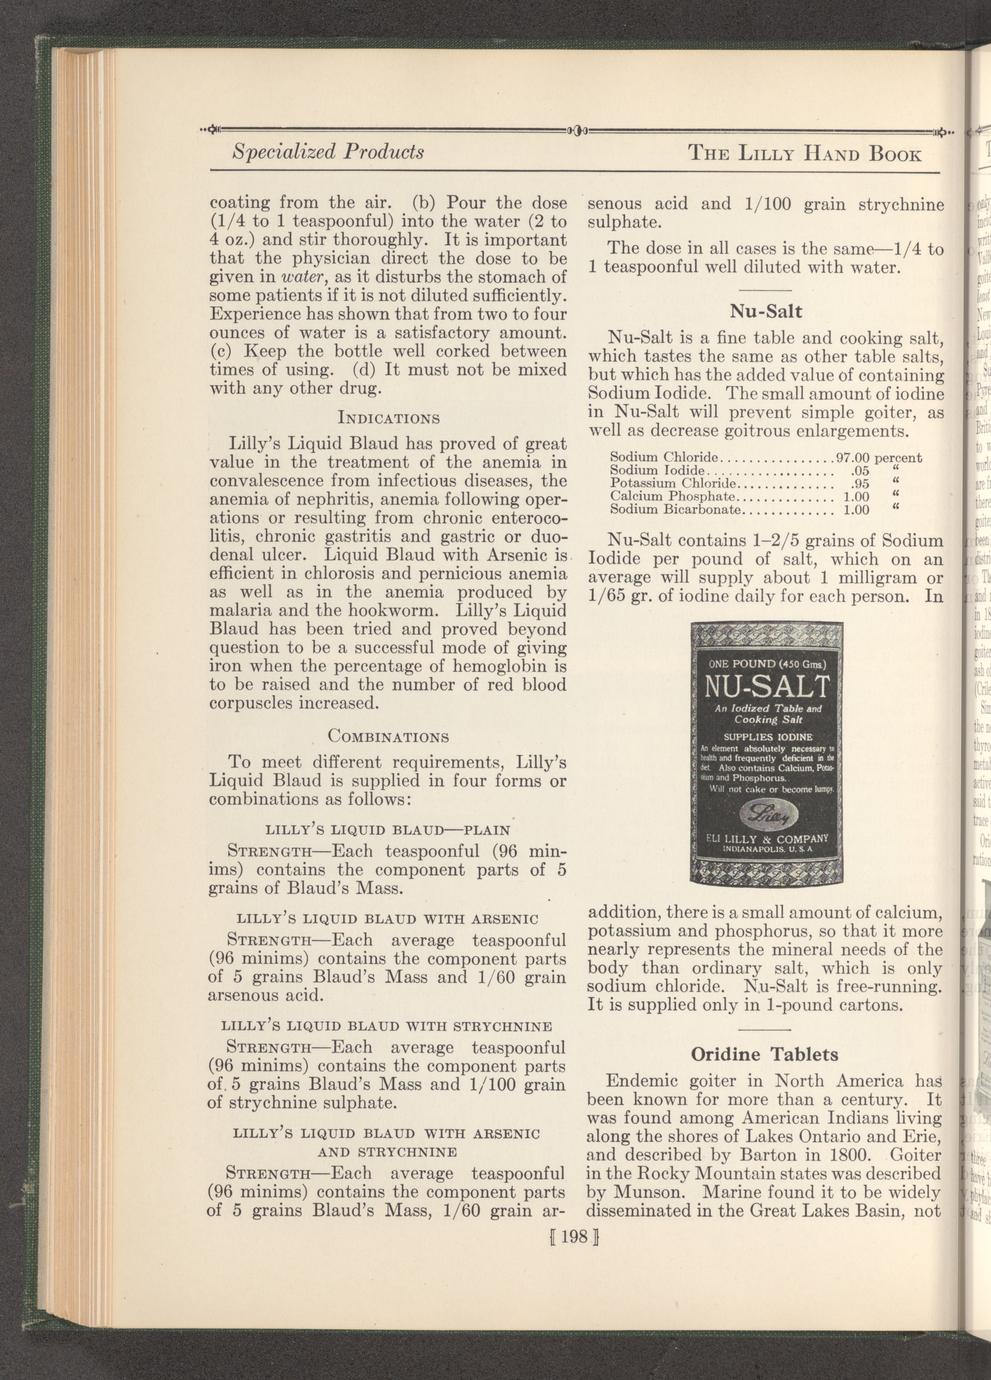 Specialized Products
THE LILLY HAND BOOK
coating from the air. (b) Pour the dose
(1/4 to 1 teaspoonful) into the water (2 to
4 oz.) and stir thoroughly. It is important
that the physician direct the dose to be
given in water, as it disturbs the stomach of
some patients if it is not diluted sufficiently.
Experience has shown that from two to four
ounces of water is a satisfactory amount.
(c) Keep the bottle well corked between
times of using. (d) It must not be mixed
with any other drug.
INDICATIONS
Lilly's Liquid Blaud has proved of great
value in the treatment of the anemia in
convalescence from infectious diseases, the
anemia of nephritis, anemia following oper-
ations or resulting from chronic enteroco-
litis, chronic gastritis and gastric or duo-
denal ulcer. Liquid Blaud with Arsenic is
efficient in chlorosis and pernicious anemia
as well as in the anemia produced by
malaria and the hookworm. Lilly's Liquid
Blaud has been tried and proved beyond
question to be a successful mode of giving
iron when the percentage of hemoglobin is
to be raised and the number of red blood
corpuscles increased.
COMBINATIONS
To meet different requirements, Lilly's
Liquid Blaud is supplied in four forms or
combinations as follows:
LILLY'S LIQUID BLAUD—PLAIN
STRENGTH—Each teaspoonful (96 min-
ims) contains the component parts of 5
grains of Blaud's Mass.
LILLY'S LIQUID BLAUD WITH ARSENIC
STRENGTH—Each average teaspoonful
(96 minims) contains the component parts
of 5 grains Blaud's Mass and 1/60 grain
arsenous acid.
LILLY'S LIQUID BLAUD WITH STRYCHNINE
STRENGTH—Each average teaspoonful
(96 minims) contains the component parts
of 5 grains Blaud's Mass and 1/100 grain
of strychnine sulphate.
LILLY'S LIQUID BLAUD WITH ARSENIC
AND STRYCHNINE
STRENGTH—Each average teaspoonful
(96 minims) contains the component parts
of 5 grains Blaud's Mass, 1/60 grain ar-
senous acid and 1/100 grain strychnine
sulphate.
The dose in all cases is the same—1/4 to
1 teaspoonful well diluted with water.
Nu-Salt
Nu-Salt is a fine table and cooking salt,
which tastes the same as other table salts,
but which has the added value of containing
Sodium Iodide. The small amount of iodine
in Nu-Salt will prevent simple goiter, as
well as decrease goitrous enlargements.
Sodium Chloride................97.00 percent
Sodium Iodide.................. .05 "
Potassium Chloride.............. .95 "
Calcium Phosphate............. 1.00 "
Sodium Bicarbonate............ 1.00 "
Nu-Salt contains 1-2/5 grains of Sodium
Iodide per pound of salt, which on an
average will supply about 1 milligram or
1/65 gr. of iodine daily for each person. In
ONE POUND (450 Gms.)
NU-SALT
An Iodized Table and
Cooking Salt
SUPPLIES IODINE
An element absolutely necessary to
health and frequently deficient in the
diet. Also contains Calcium, Potas-
sium and Phosphorus.
Will not cake or become lumpy.
Lilly
ELI LILLY & COMPANY
INDIANAPOLIS, U. S. A
addition, there is a small amount of calcium,
potassium and phosphorus, so that it more
nearly represents the mineral needs of the
body than ordinary salt, which is only
sodium chloride. Nu-Salt is free-running.
It is supplied only in 1-pound cartons.
Oridine Tablets
Endemic goiter in North America has
been known for more than a century. It
was found among American Indians living
along the shores of Lakes Ontario and Erie,
and described by Barton in 1800. Goiter
in the Rocky Mountain states was described
by Munson. Marine found it to be widely
disseminated in the Great Lakes Basin, not
[ 198 ]